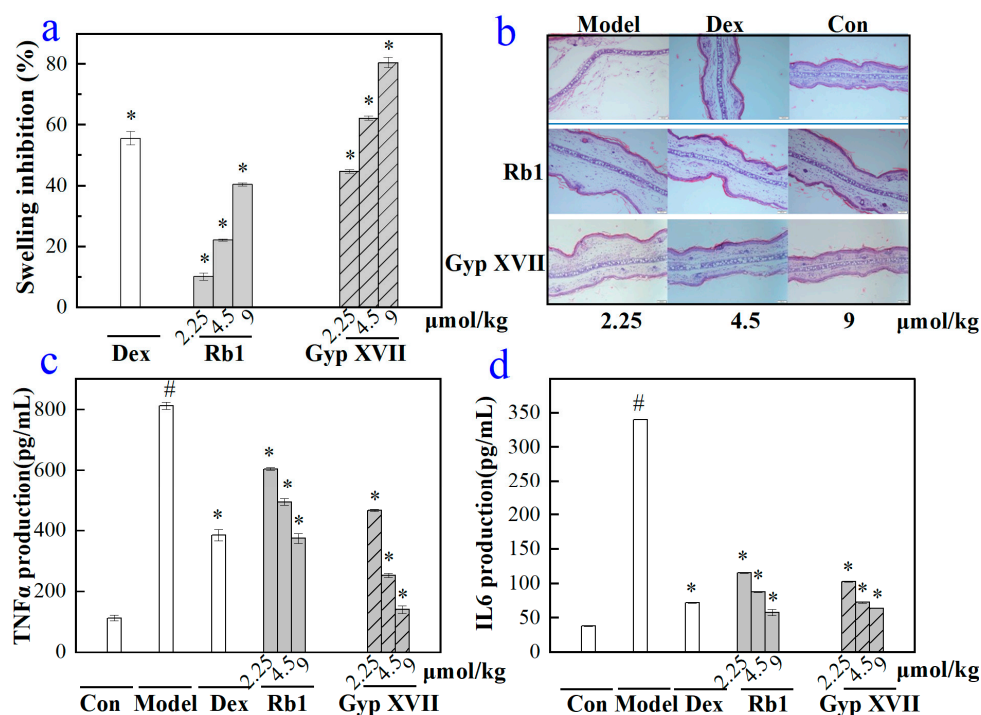 a
Swelling inhibition (%)
80
60
40
20
0
*
*
*
*
*
*
*
2.25
4.5
9
2.25
4.5
9
μmol/kg
Dex
Rb1
Gyp XVII
b
Model
Dex
Con
Rb1
Gyp XVII
2.25
4.5
9
μmol/kg
c
TNFα production(pg/mL)
800
600
400
200
0
#
*
*
*
*
*
*
*
2.25
4.5
9
2.25
4.5
9
μmol/kg
Con
Model
Dex
Rb1
Gyp XVII
d
IL6 production(pg/mL)
350
300
250
200
150
100
50
0
#
*
*
*
*
*
*
*
2.25
4.5
9
2.25
4.5
9
μmol/kg
Con
Model
Dex
Rb1
Gyp XVII